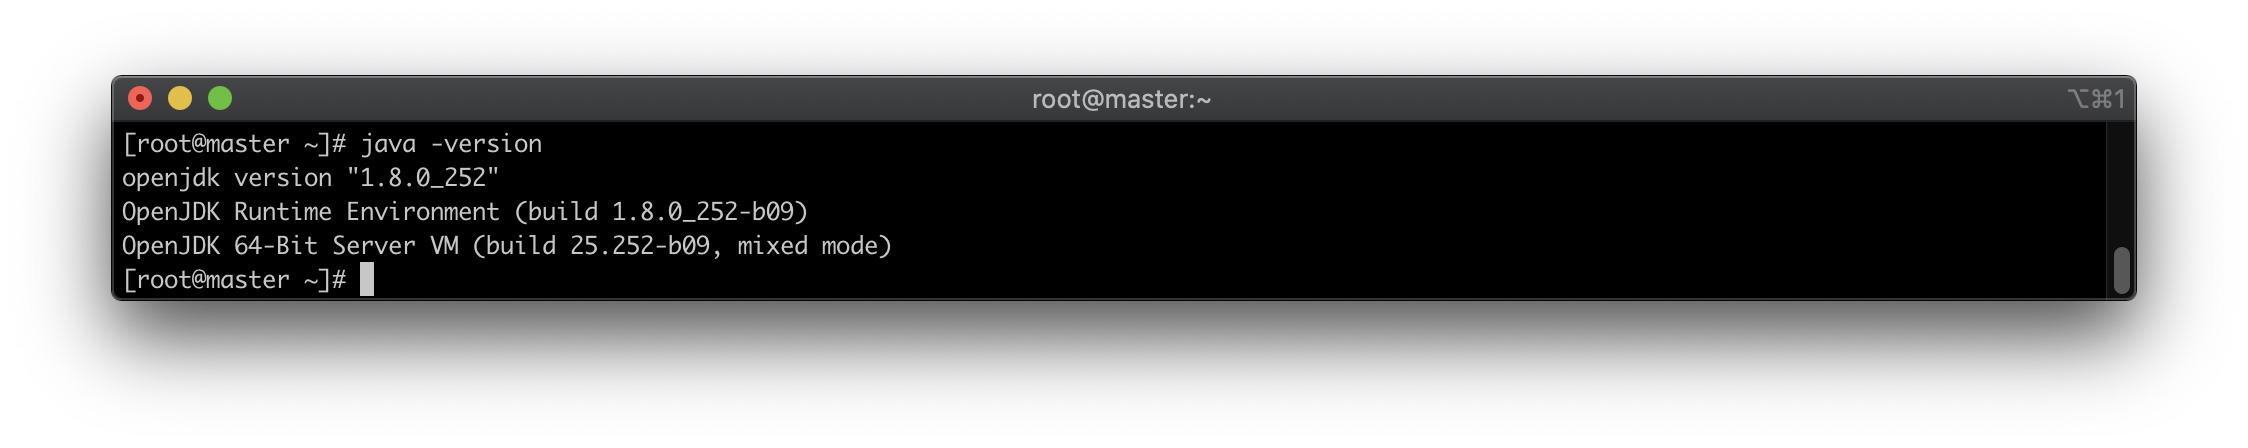 root@master:~
⌥⌘1
[root@master ~]# java -version
openjdk version "1.8.0_252"
OpenJDK Runtime Environment (build 1.8.0_252-b09)
OpenJDK 64-Bit Server VM (build 25.252-b09, mixed mode)
[root@master ~]#